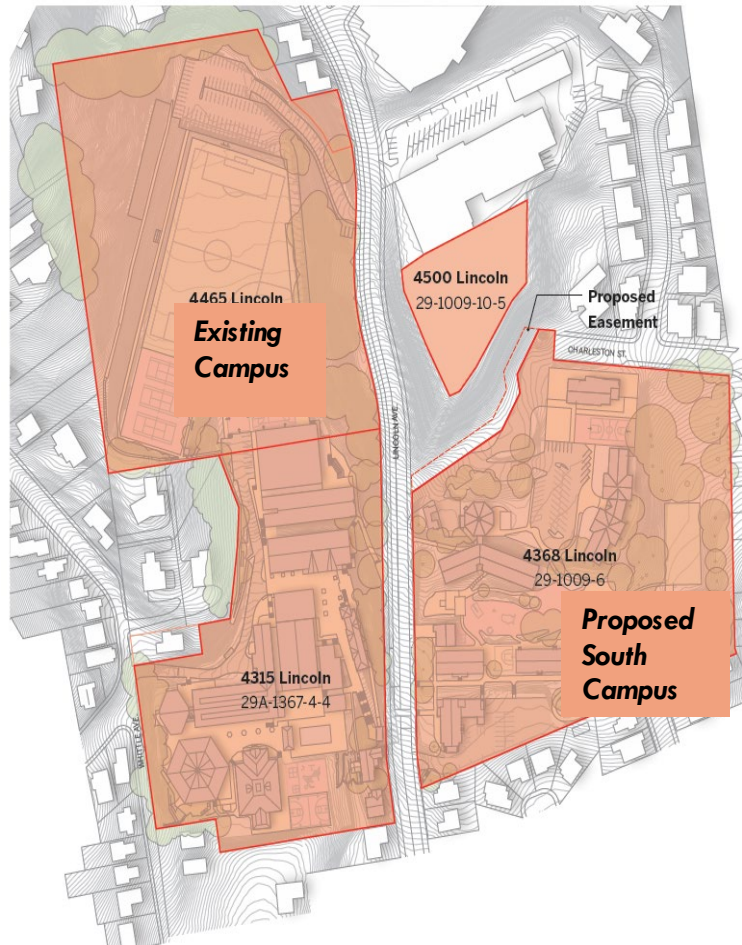 4465 Lincoln
Existing
Campus
4500 Lincoln
29-1009-10-5
Proposed
Easement
CHARLESTON ST.
LINCOLN AVE
4368 Lincoln
29-1009-6
Proposed
South
Campus
4315 Lincoln
29A-1367-4-4
WHITTLE AVE.